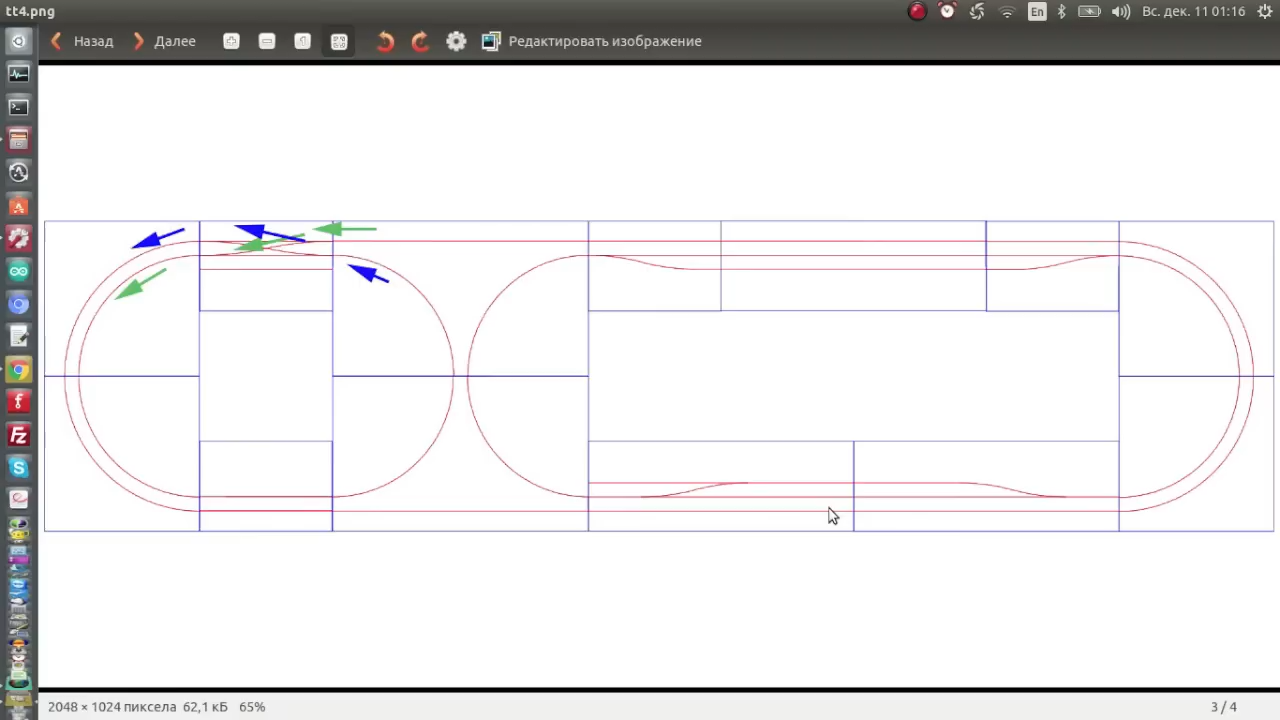 tt4.png
En
Вс. дек. 11 01:16
Назад
Далее
Редактировать изображение
2048 × 1024 пиксела 62,1 кБ 65%
3 / 4